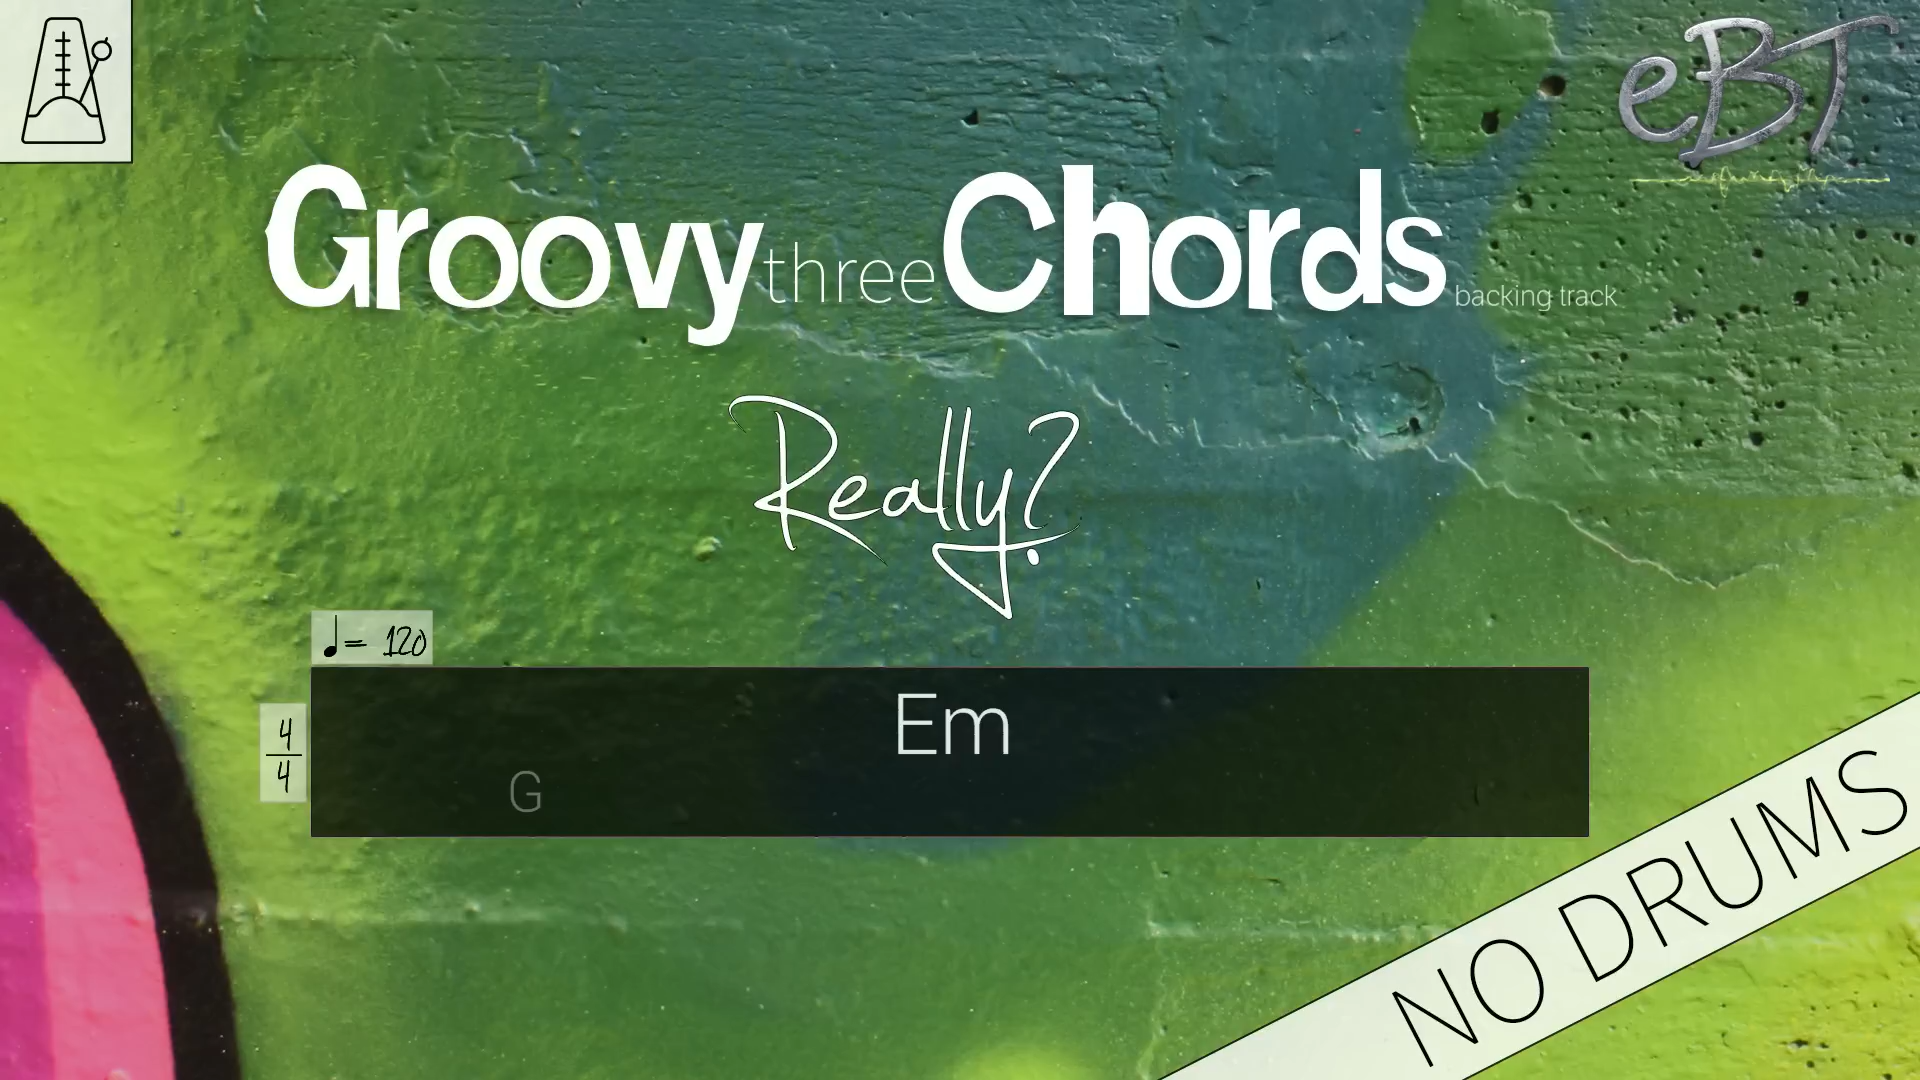 eBT
Groovy three Chords backing track
Really?
♩= 120
4
4
Em
G
NO DRUMS